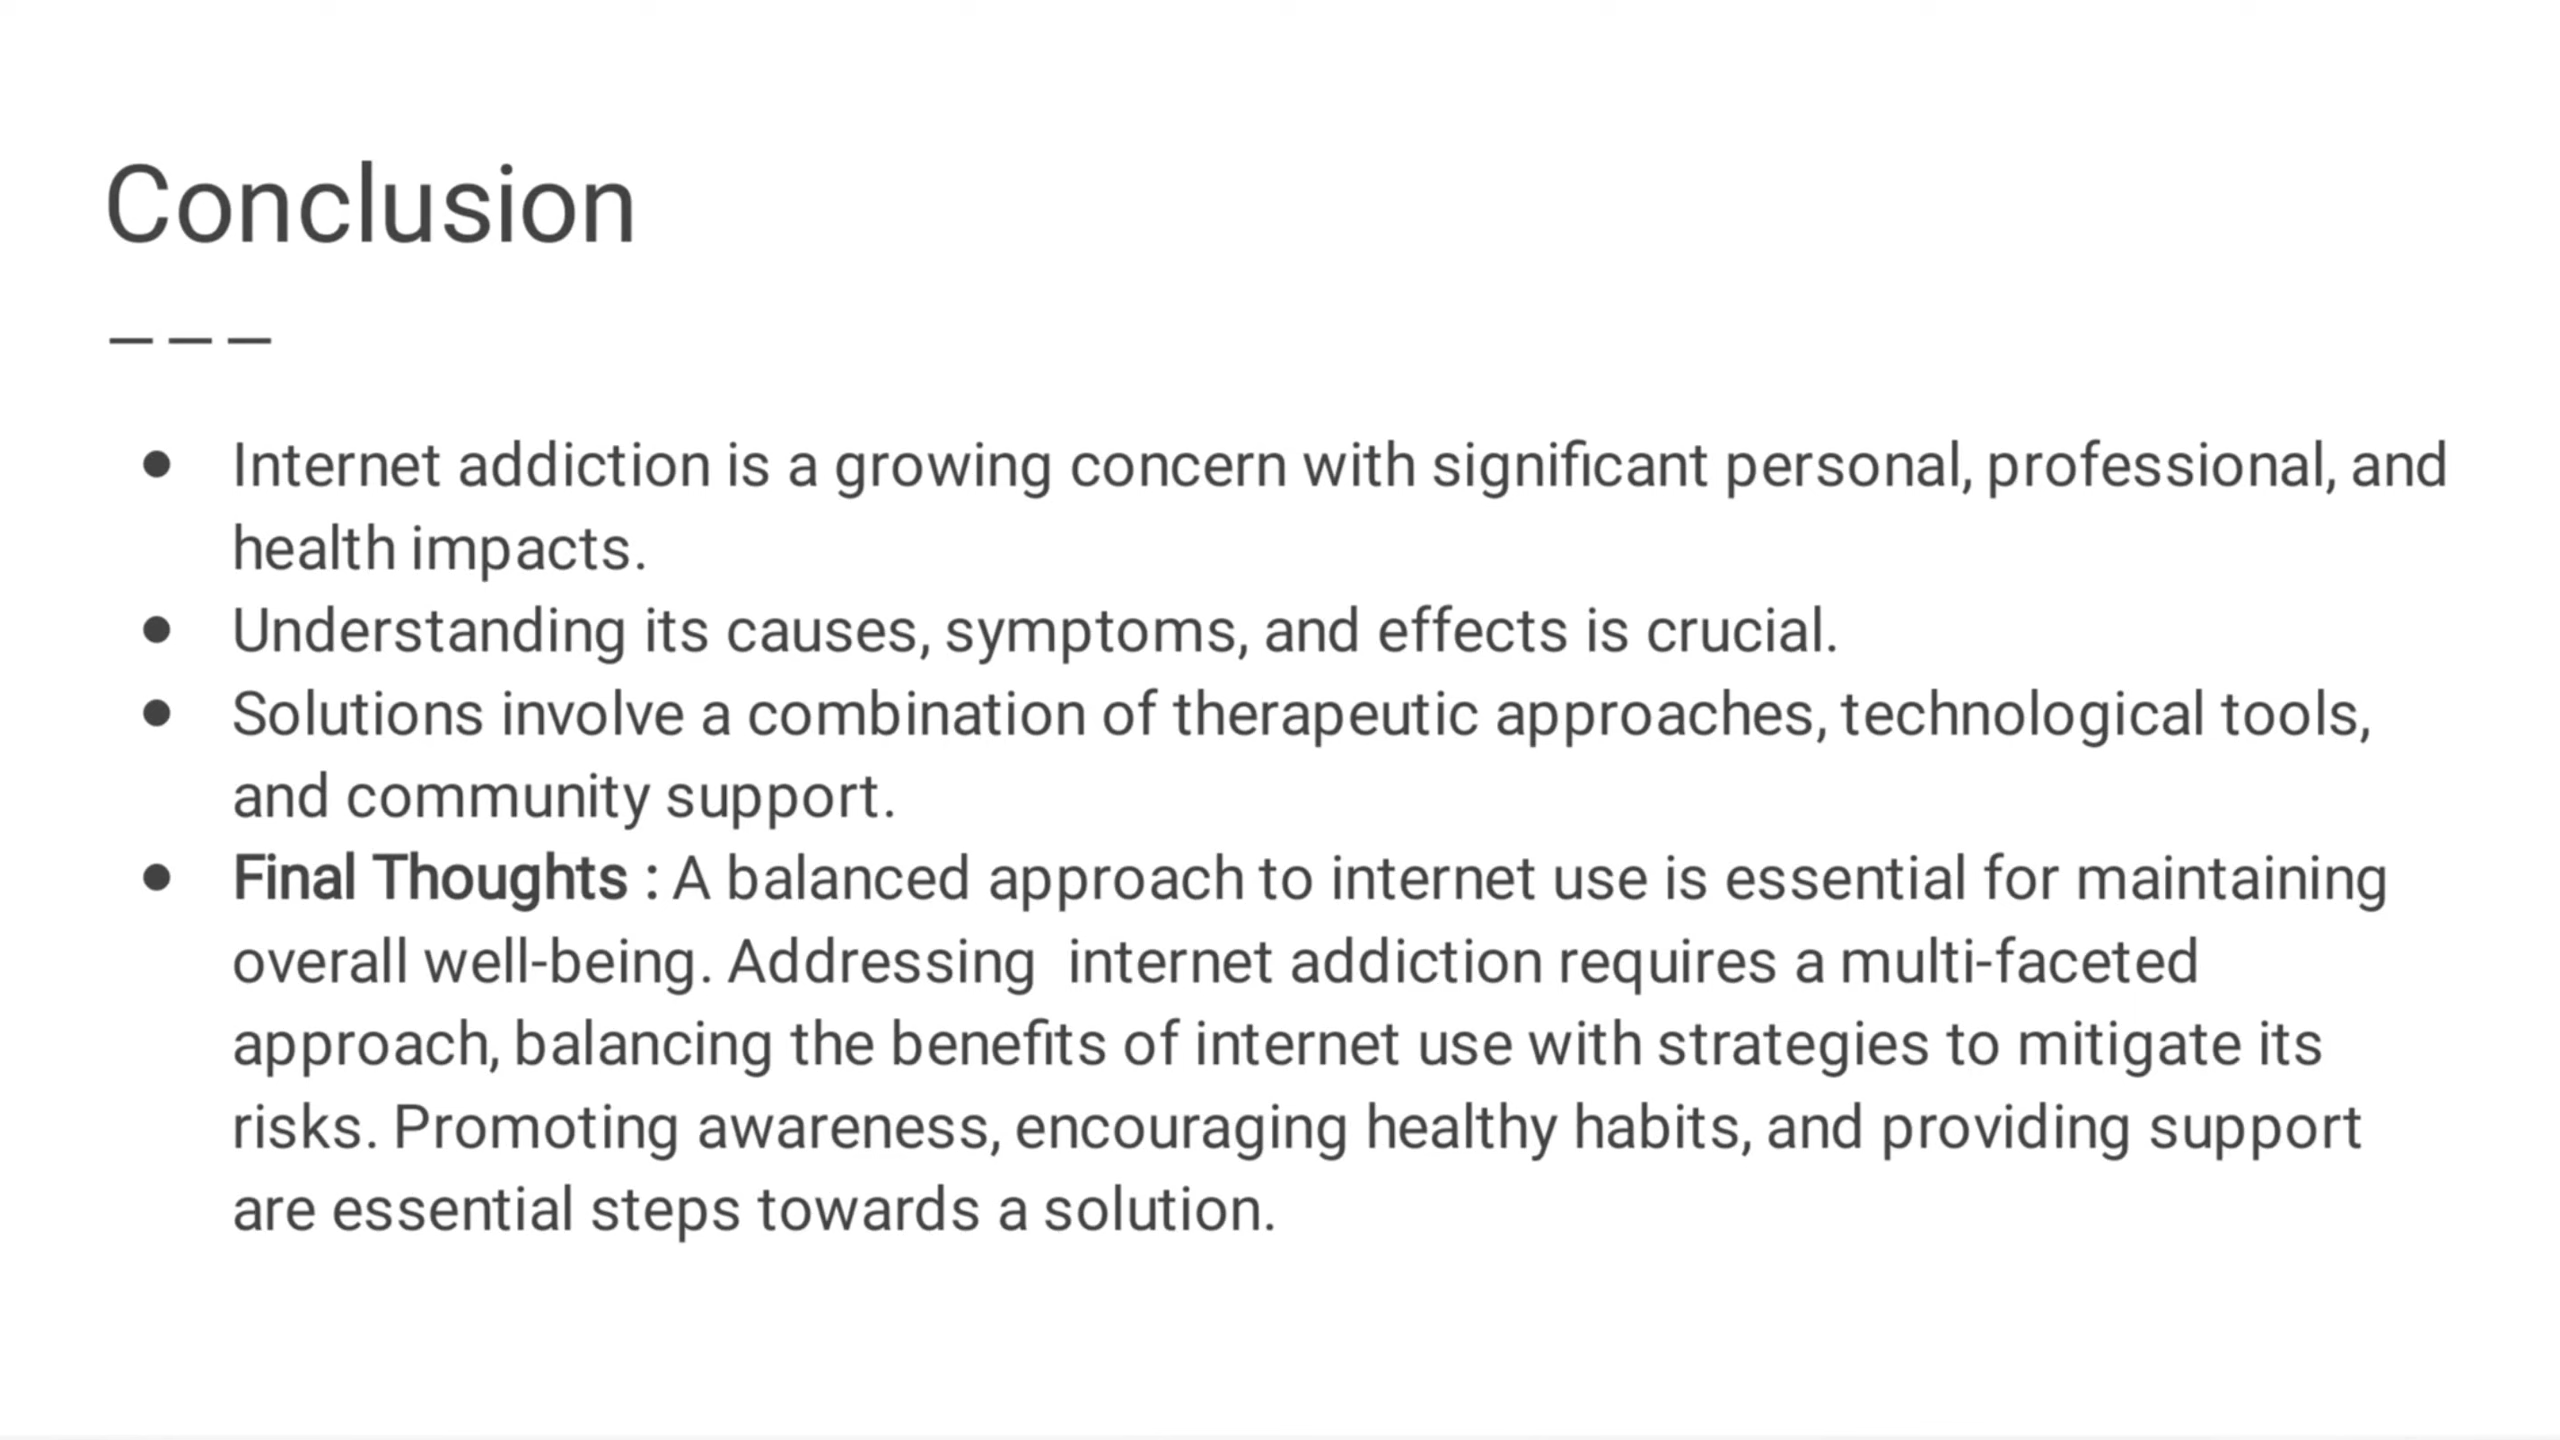 Conclusion
● Internet addiction is a growing concern with significant personal, professional, and
health impacts.
● Understanding its causes, symptoms, and effects is crucial.
● Solutions involve a combination of therapeutic approaches, technological tools,
and community support.
● Final Thoughts : A balanced approach to internet use is essential for maintaining
overall well-being. Addressing  internet addiction requires a multi-faceted
approach, balancing the benefits of internet use with strategies to mitigate its
risks. Promoting awareness, encouraging healthy habits, and providing support
are essential steps towards a solution.